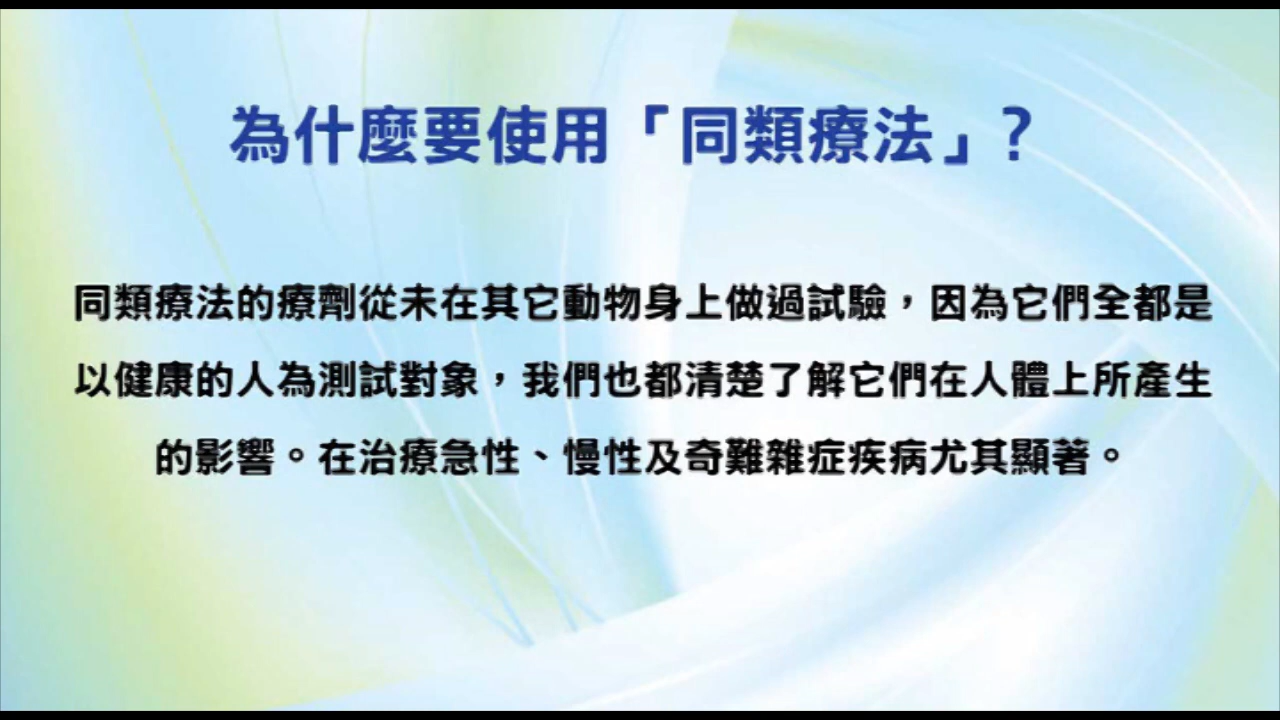 為什麼要使用「同類療法」?
同類療法的療劑從未在其它動物身上做過試驗，因為它們全都是
以健康的人為測試對象，我們也都清楚了解它們在人體上所產生
的影響。在治療急性、慢性及奇難雜症疾病尤其顯著。